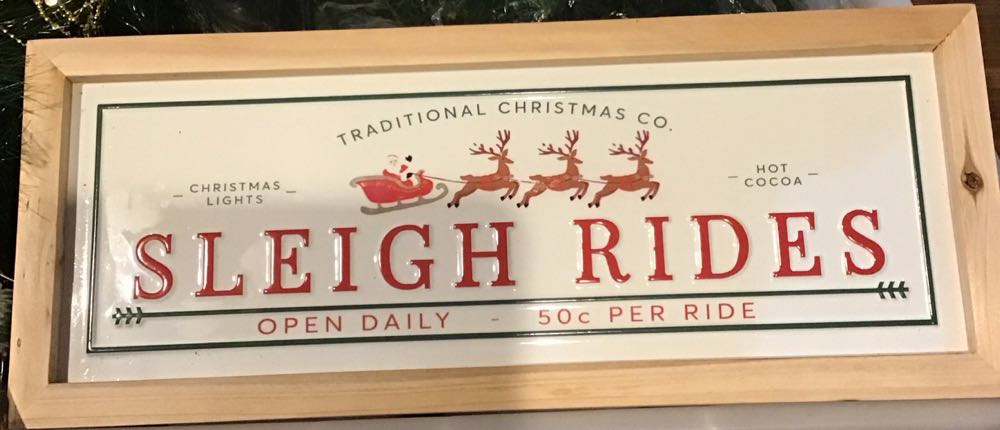 TRADITIONAL CHRISTMAS CO.
– CHRISTMAS –
LIGHTS
– HOT –
COCOA
SLEIGH RIDES
OPEN DAILY - 50c PER RIDE